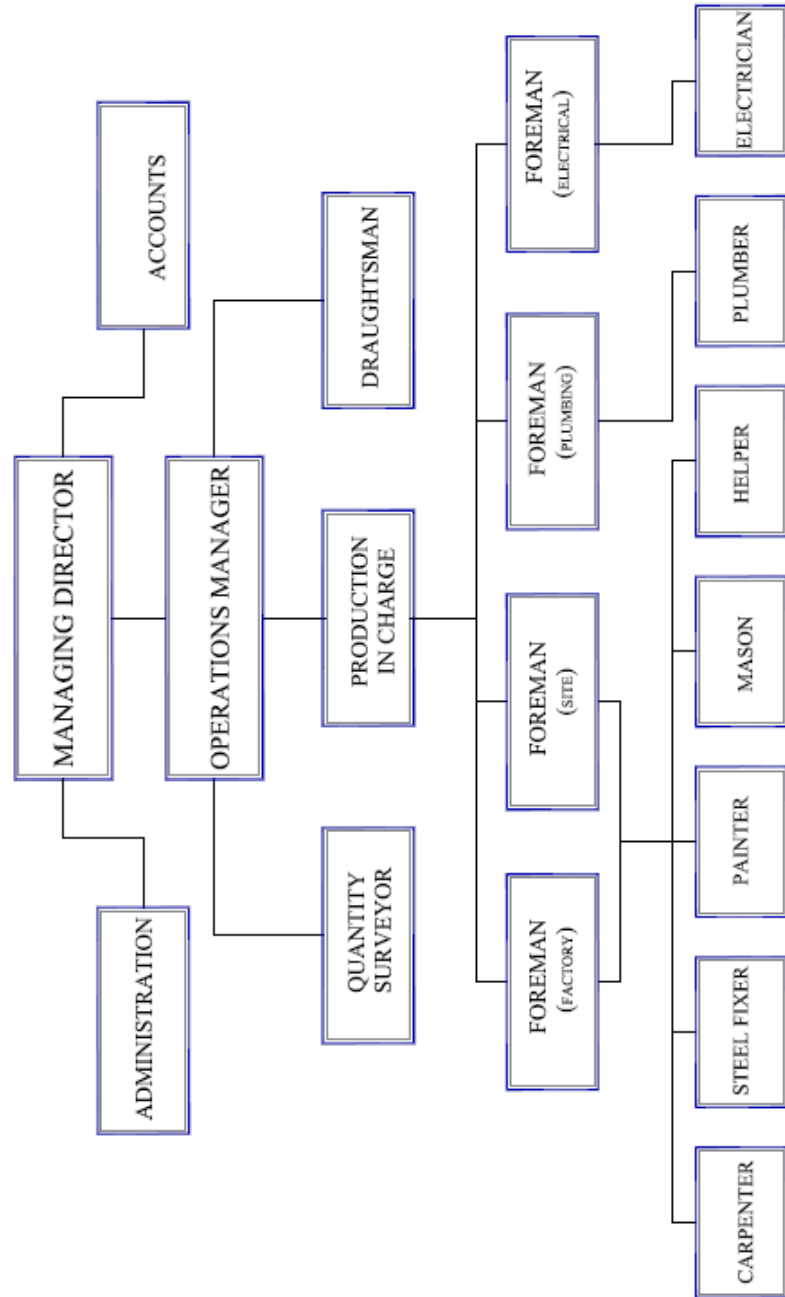 MANAGING DIRECTOR
ADMINISTRATION
ACCOUNTS
OPERATIONS MANAGER
QUANTITY
SURVEYOR
PRODUCTION
IN CHARGE
DRAUGHTSMAN
FOREMAN
(FACTORY)
FOREMAN
(SITE)
FOREMAN
(PLUMBING)
FOREMAN
(ELECTRICAL)
CARPENTER
STEEL FIXER
PAINTER
MASON
HELPER
PLUMBER
ELECTRICIAN